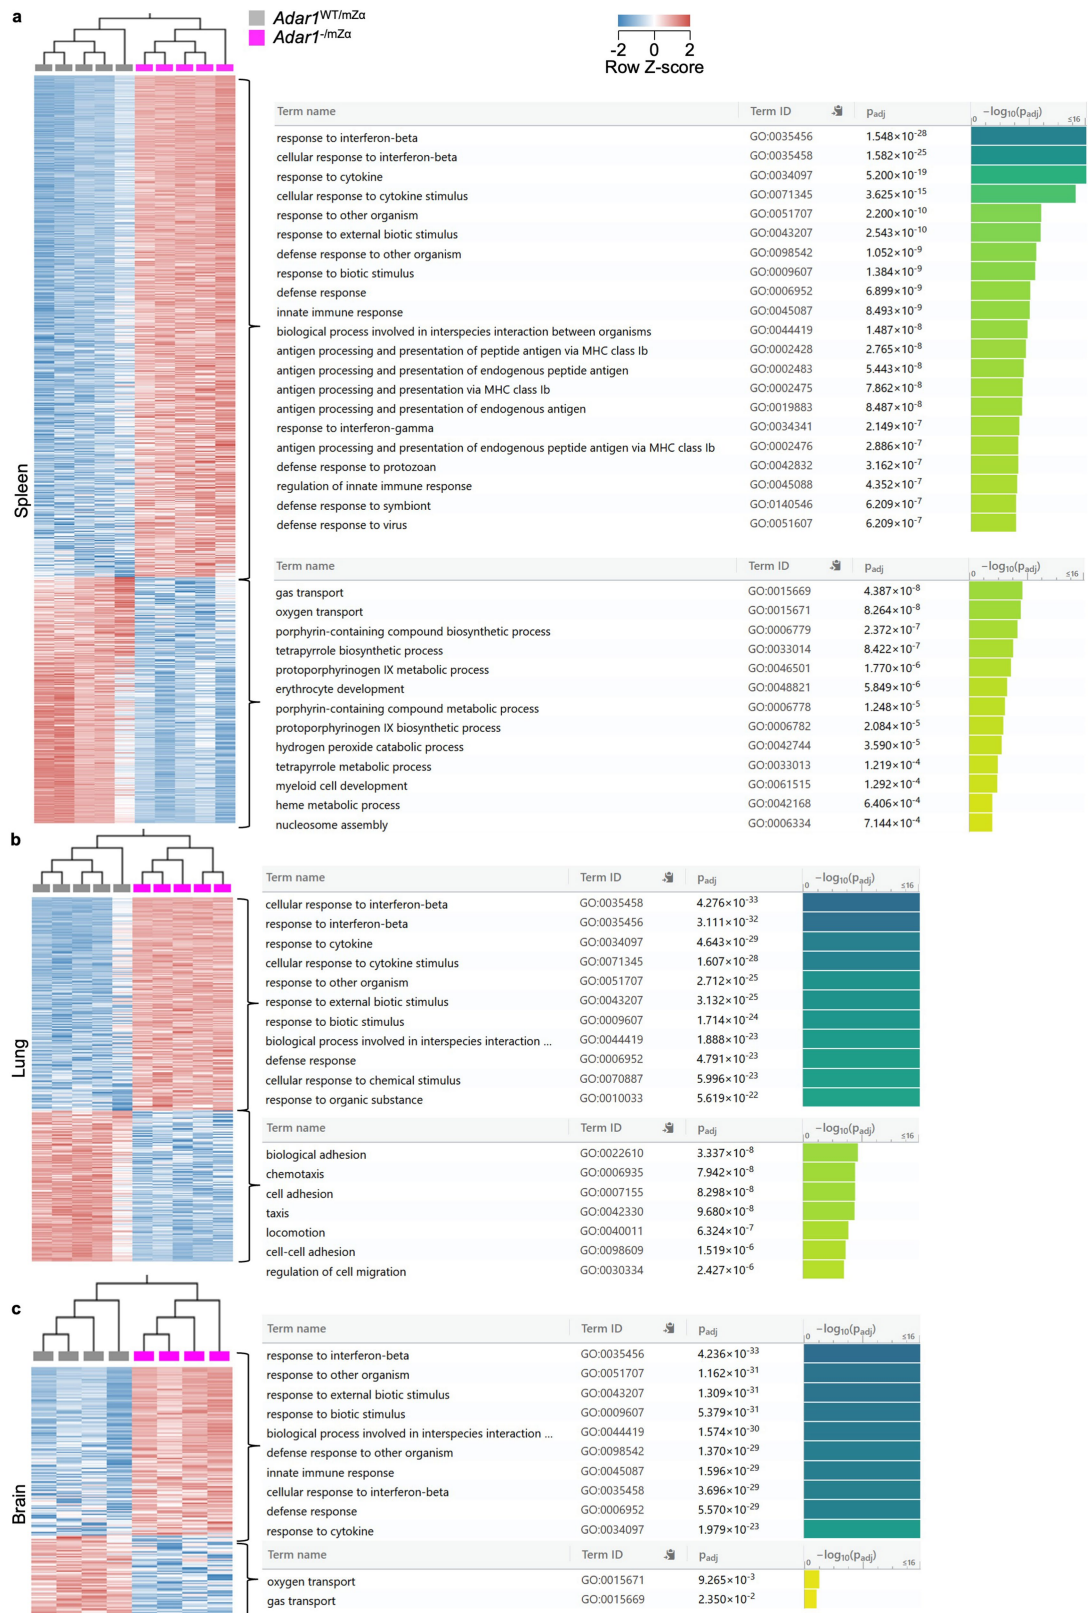 a
Adar1WT/mZα
Adar1-/mZα
-2 0 2
Row Z-score
Spleen
Term name Term ID padj −log10(padj)
0 ≤16
response to interferon-beta GO:0035456 1.548×10-28
cellular response to interferon-beta GO:0035458 1.582×10-25
response to cytokine GO:0034097 5.200×10-19
cellular response to cytokine stimulus GO:0071345 3.625×10-15
response to other organism GO:0051707 2.200×10-10
response to external biotic stimulus GO:0043207 2.543×10-10
defense response to other organism GO:0098542 1.052×10-9
response to biotic stimulus GO:0009607 1.384×10-9
defense response GO:0006952 6.899×10-9
innate immune response GO:0045087 8.493×10-9
biological process involved in interspecies interaction between organisms GO:0044419 1.487×10-8
antigen processing and presentation of peptide antigen via MHC class Ib GO:0002428 2.765×10-8
antigen processing and presentation of endogenous peptide antigen GO:0002483 5.443×10-8
antigen processing and presentation via MHC class Ib GO:0002475 7.862×10-8
antigen processing and presentation of endogenous antigen GO:0019883 8.487×10-8
response to interferon-gamma GO:0034341 2.149×10-7
antigen processing and presentation of endogenous peptide antigen via MHC class Ib GO:0002476 2.886×10-7
defense response to protozoan GO:0042832 3.162×10-7
regulation of innate immune response GO:0045088 4.352×10-7
defense response to symbiont GO:0140546 6.209×10-7
defense response to virus GO:0051607 6.209×10-7
Term name Term ID padj −log10(padj)
0 ≤16
gas transport GO:0015669 4.387×10-8
oxygen transport GO:0015671 8.264×10-8
porphyrin-containing compound biosynthetic process GO:0006779 2.372×10-7
tetrapyrrole biosynthetic process GO:0033014 8.422×10-7
protoporphyrinogen IX metabolic process GO:0046501 1.770×10-6
erythrocyte development GO:0048821 5.849×10-6
porphyrin-containing compound metabolic process GO:0006778 1.248×10-5
protoporphyrinogen IX biosynthetic process GO:0006782 2.084×10-5
hydrogen peroxide catabolic process GO:0042744 3.590×10-5
tetrapyrrole metabolic process GO:0033013 1.219×10-4
myeloid cell development GO:0061515 1.292×10-4
heme metabolic process GO:0042168 6.406×10-4
nucleosome assembly GO:0006334 7.144×10-4
b
Lung
Term name Term ID padj −log10(padj)
0 ≤16
cellular response to interferon-beta GO:0035458 4.276×10-33
response to interferon-beta GO:0035456 3.111×10-32
response to cytokine GO:0034097 4.643×10-29
cellular response to cytokine stimulus GO:0071345 1.607×10-28
response to other organism GO:0051707 2.712×10-25
response to external biotic stimulus GO:0043207 3.132×10-25
response to biotic stimulus GO:0009607 1.714×10-24
biological process involved in interspecies interaction ... GO:0044419 1.888×10-23
defense response GO:0006952 4.791×10-23
cellular response to chemical stimulus GO:0070887 5.996×10-23
response to organic substance GO:0010033 5.619×10-22
Term name Term ID padj −log10(padj)
0 ≤16
biological adhesion GO:0022610 3.337×10-8
chemotaxis GO:0006935 7.942×10-8
cell adhesion GO:0007155 8.298×10-8
taxis GO:0042330 9.680×10-8
locomotion GO:0040011 6.324×10-7
cell-cell adhesion GO:0098609 1.519×10-6
regulation of cell migration GO:0030334 2.427×10-6
c
Brain
Term name Term ID padj −log10(padj)
0 ≤16
response to interferon-beta GO:0035456 4.236×10-33
response to other organism GO:0051707 1.162×10-31
response to external biotic stimulus GO:0043207 1.309×10-31
response to biotic stimulus GO:0009607 5.379×10-31
biological process involved in interspecies interaction ... GO:0044419 1.574×10-30
defense response to other organism GO:0098542 1.370×10-29
innate immune response GO:0045087 1.596×10-29
cellular response to interferon-beta GO:0035458 3.696×10-29
defense response GO:0006952 5.570×10-29
response to cytokine GO:0034097 1.979×10-23
Term name Term ID padj −log10(padj)
0 ≤16
oxygen transport GO:0015671 9.265×10-3
gas transport GO:0015669 2.350×10-2